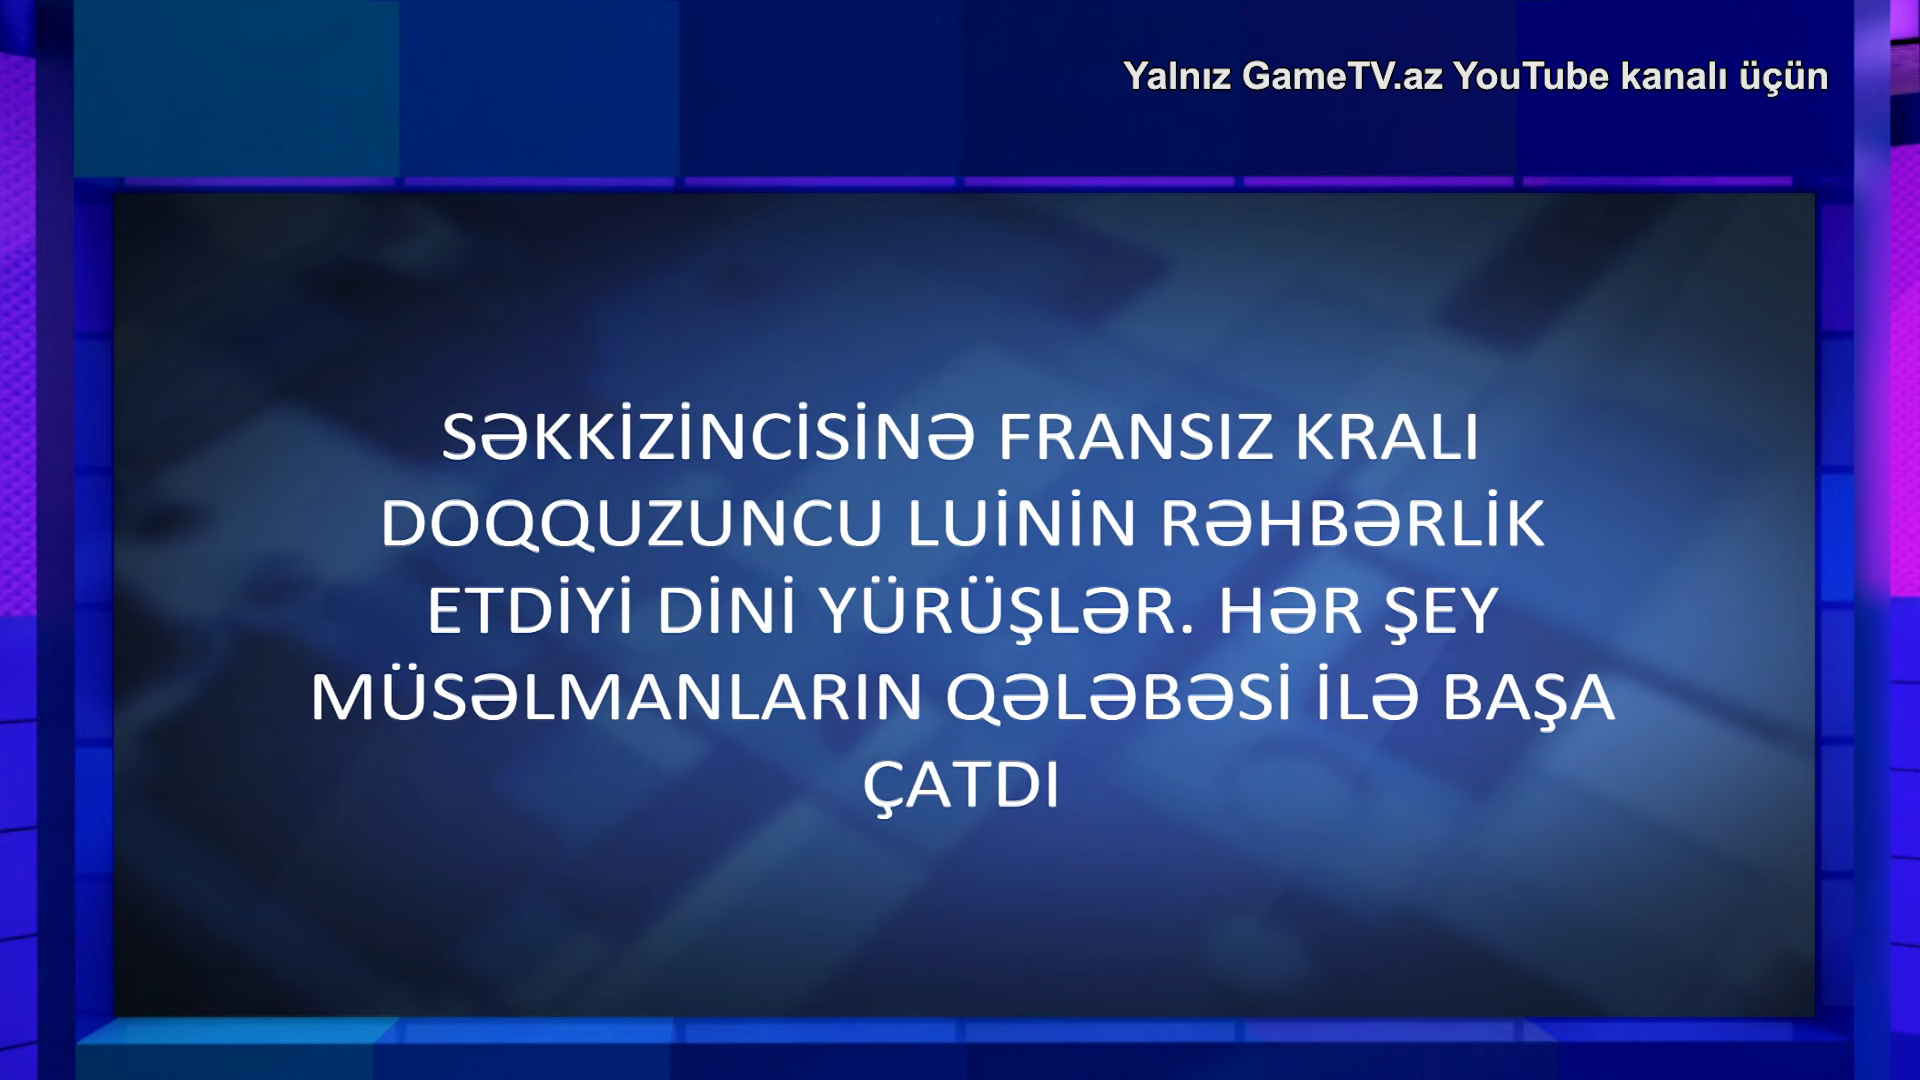 Yalnız GameTV.az YouTube kanalı üçün
SƏKKİZİNCİSİNƏ FRANSIZ KRALI
DOQQUZUNCU LUİNİN RƏHBƏRLİK
ETDİYİ DİNİ YÜRÜŞLƏR. HƏR ŞEY
MÜSƏLMANLARIN QƏLƏBƏSİ İLƏ BAŞA
ÇATDI